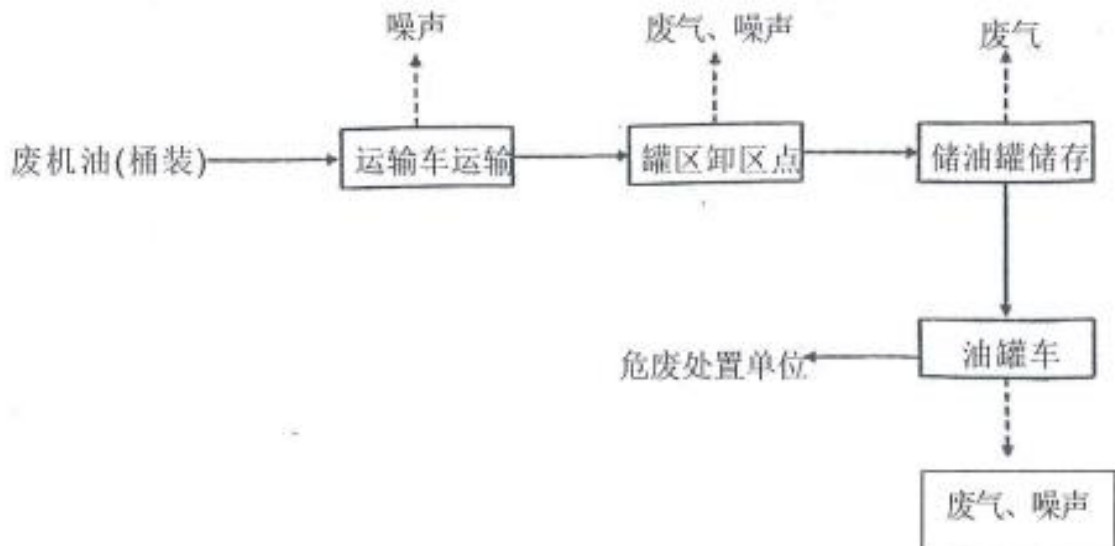 噪声
废气、噪声
废气
废机油(桶装)
运输车运输
罐区卸区点
储油罐储存
危废处置单位
油罐车
废气、噪声